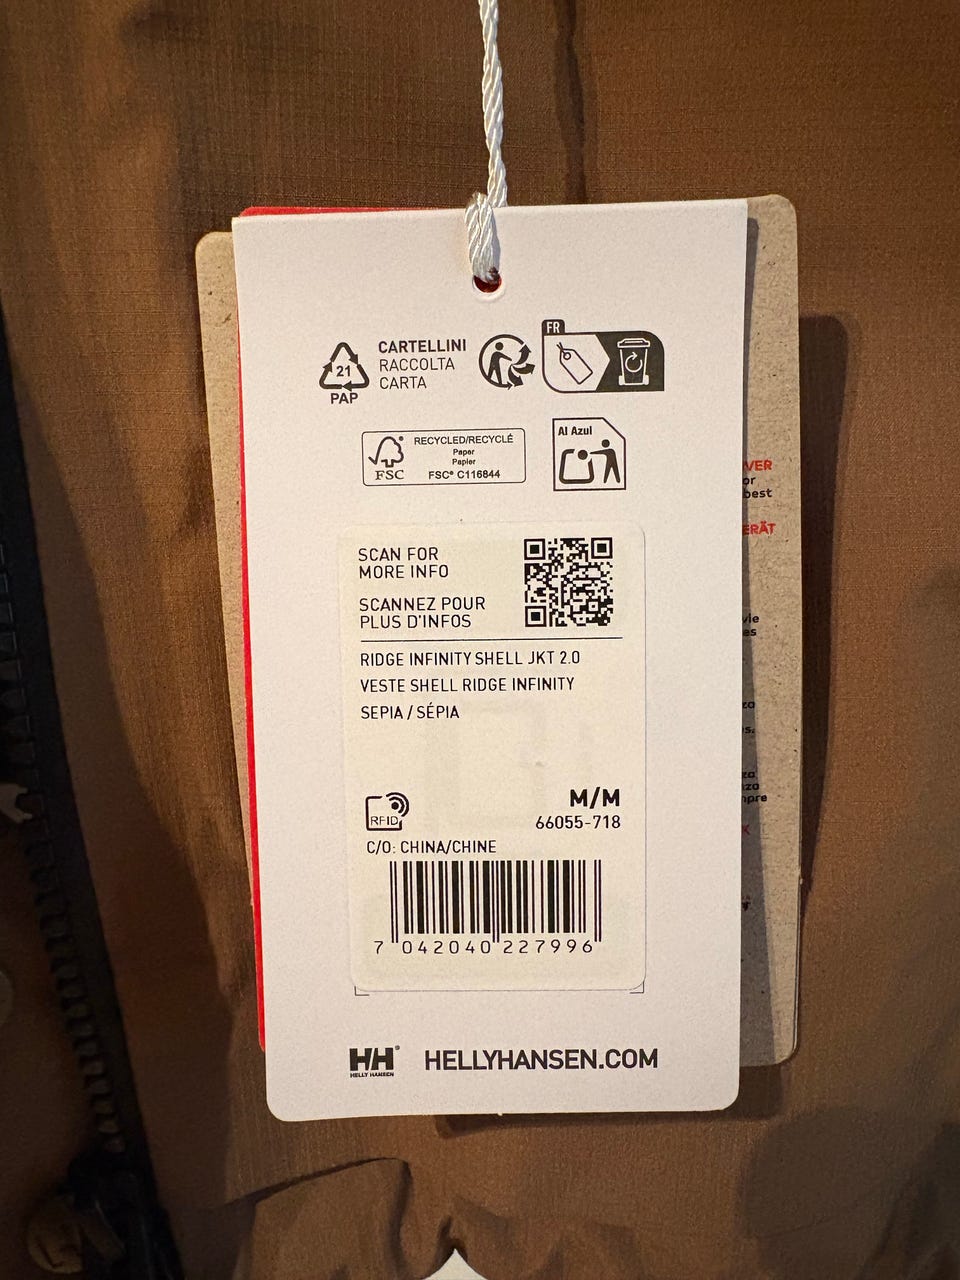 21
PAP
CARTELLINI
RACCOLTA
CARTA
FR
FSC
RECYCLED/RECYCLÉ
Paper
Papier
FSC® C116844
Al Azul
SCAN FOR
MORE INFO
SCANNEZ POUR
PLUS D'INFOS
RIDGE INFINITY SHELL JKT 2.0
VESTE SHELL RIDGE INFINITY
SEPIA / SÉPIA
RFID
M/M
66055-718
C/O: CHINA/CHINE
7 042040 227996
HH®
HELLY HANSEN
HELLYHANSEN.COM
best